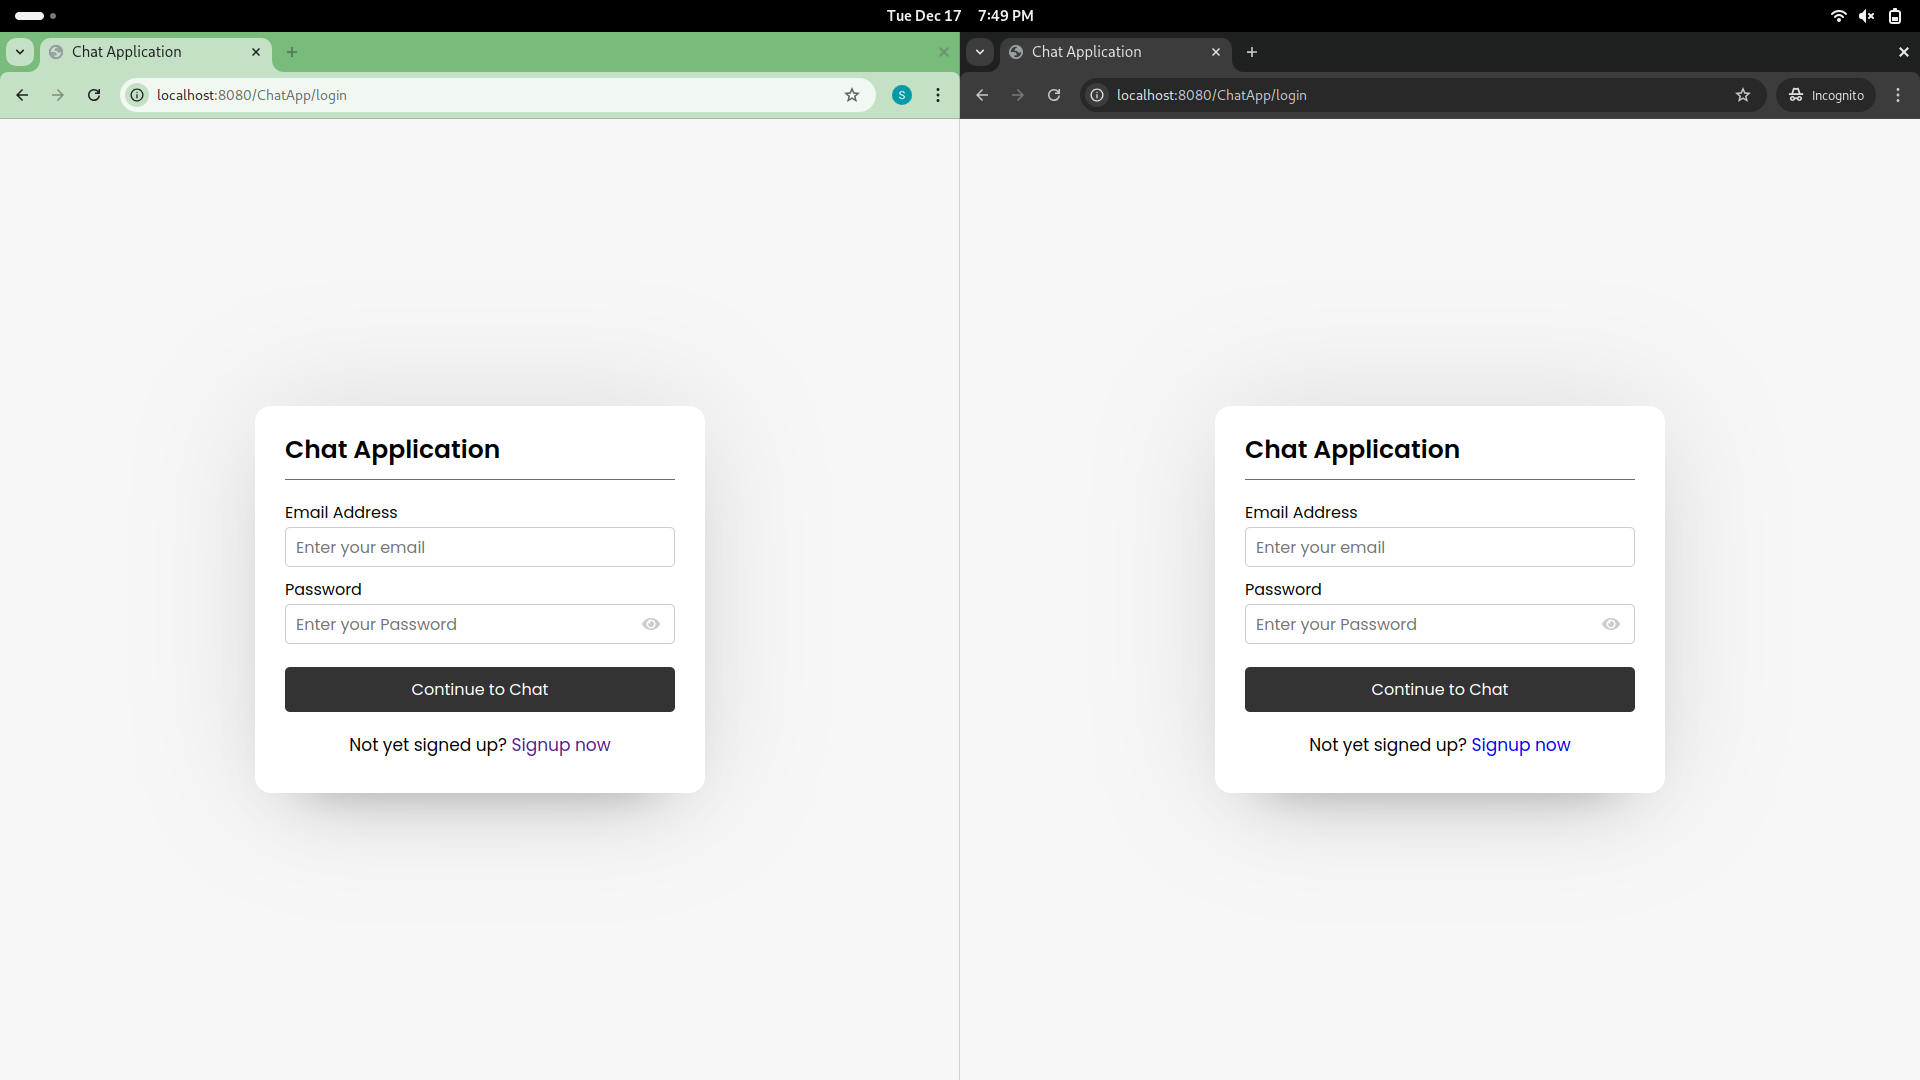 Tue Dec 17 7:49 PM
Chat Application
localhost:8080/ChatApp/login
S
Chat Application
Email Address
Enter your email
Password
Enter your Password
Continue to Chat
Not yet signed up? Signup now
Chat Application
localhost:8080/ChatApp/login
Incognito
Chat Application
Email Address
Enter your email
Password
Enter your Password
Continue to Chat
Not yet signed up? Signup now